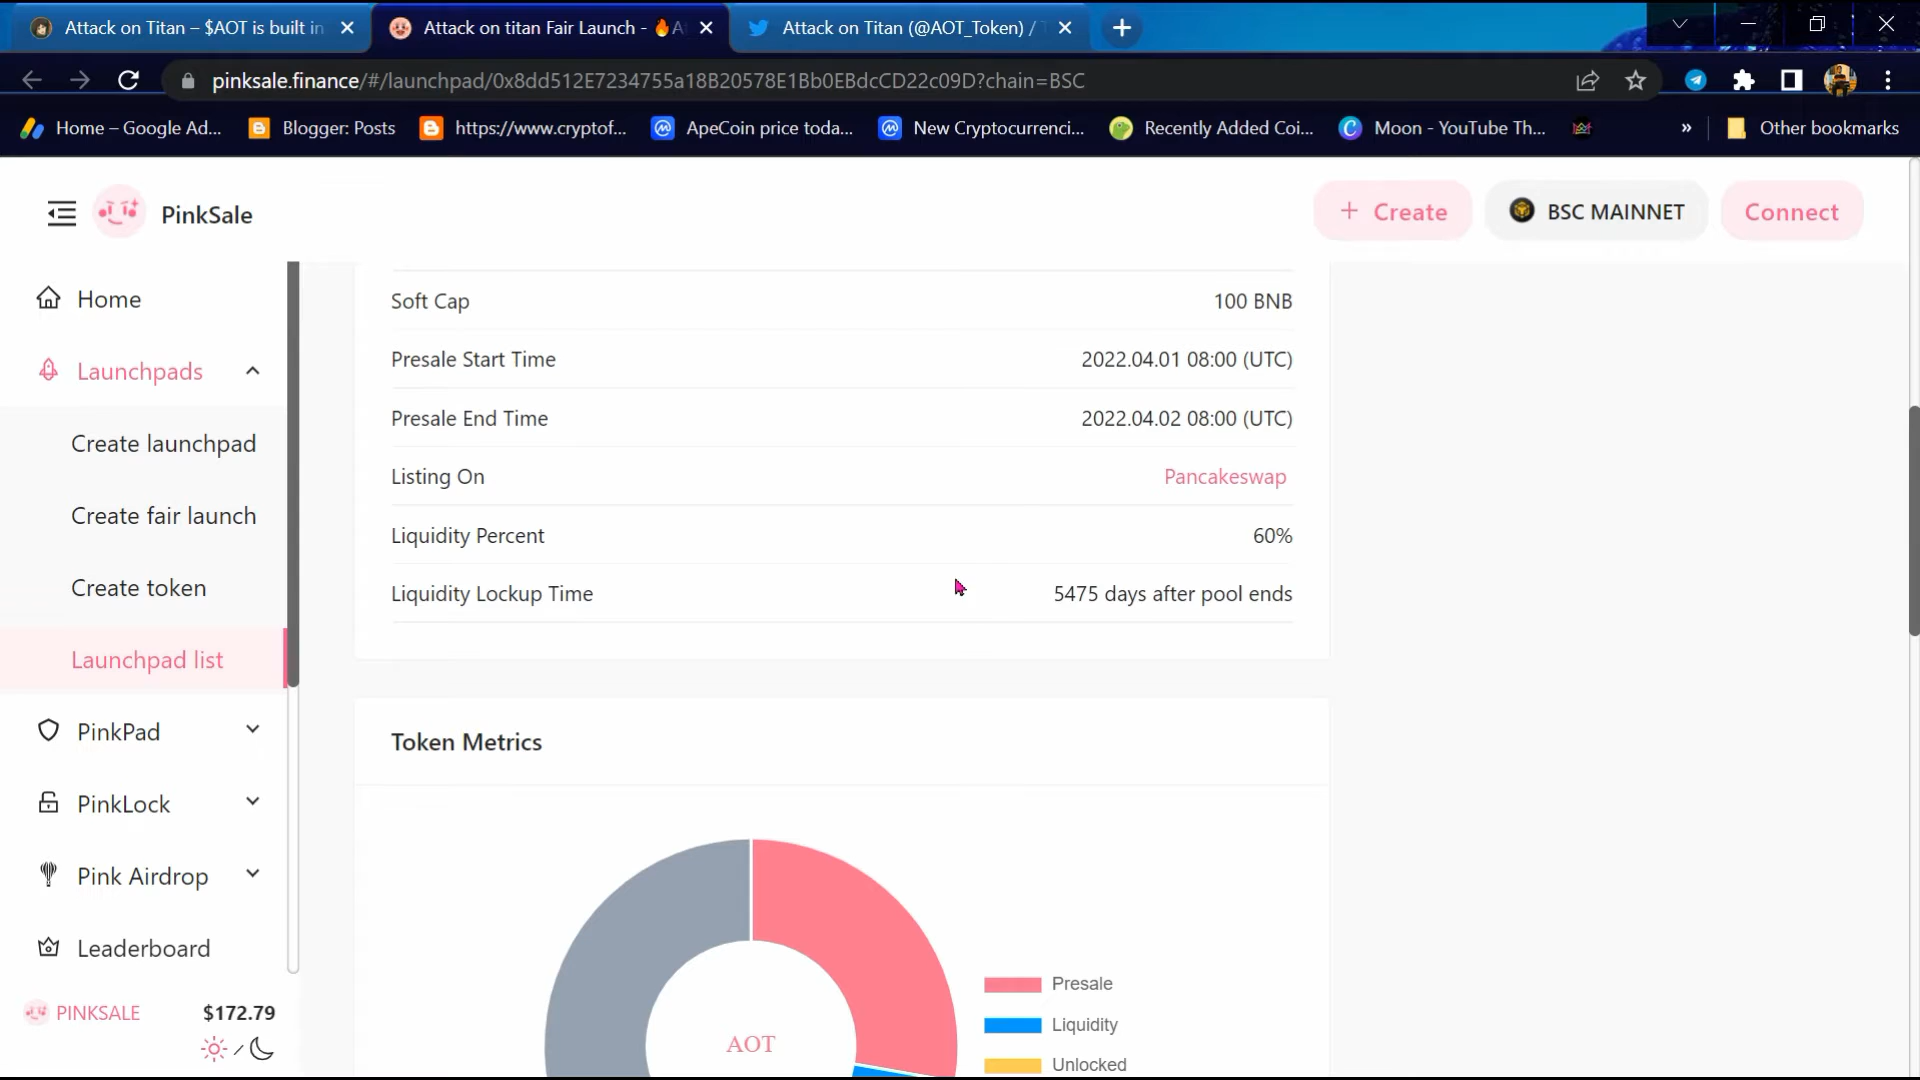 Attack on Titan – $AOT is built in
Attack on titan Fair Launch - 🔥A
Attack on Titan (@AOT_Token) /
pinksale.finance/#/launchpad/0x8dd512E7234755a18B20578E1Bb0EBdcCD22c09D?chain=BSC
Home – Google Ad...
Blogger: Posts
https://www.cryptof...
ApeCoin price toda...
New Cryptocurrenci...
Recently Added Coi...
Moon - YouTube Th...
»
Other bookmarks
PinkSale
+ Create
BSC MAINNET
Connect
Home
Launchpads
Create launchpad
Create fair launch
Create token
Launchpad list
PinkPad
PinkLock
Pink Airdrop
Leaderboard
PINKSALE $172.79
/
Soft Cap 100 BNB
Presale Start Time 2022.04.01 08:00 (UTC)
Presale End Time 2022.04.02 08:00 (UTC)
Listing On Pancakeswap
Liquidity Percent 60%
Liquidity Lockup Time 5475 days after pool ends
Token Metrics
AOT
Presale
Liquidity
Unlocked